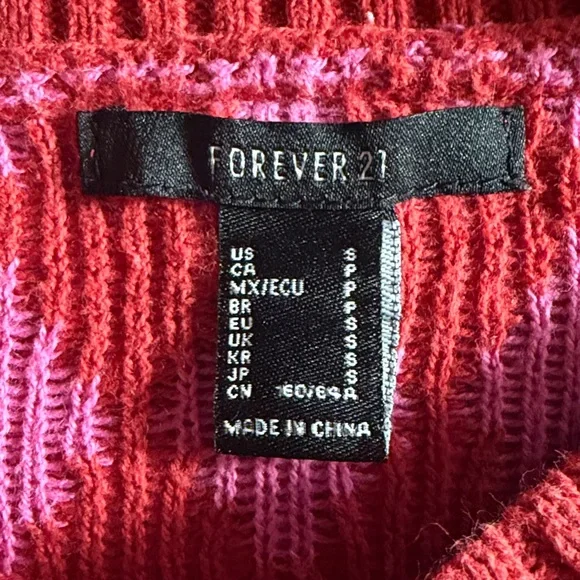 FOREVER 21
US S
CA P
MX/ECU P
BR P
EU S
UK S
KR S
JP S
CN 160/84A
MADE IN CHINA